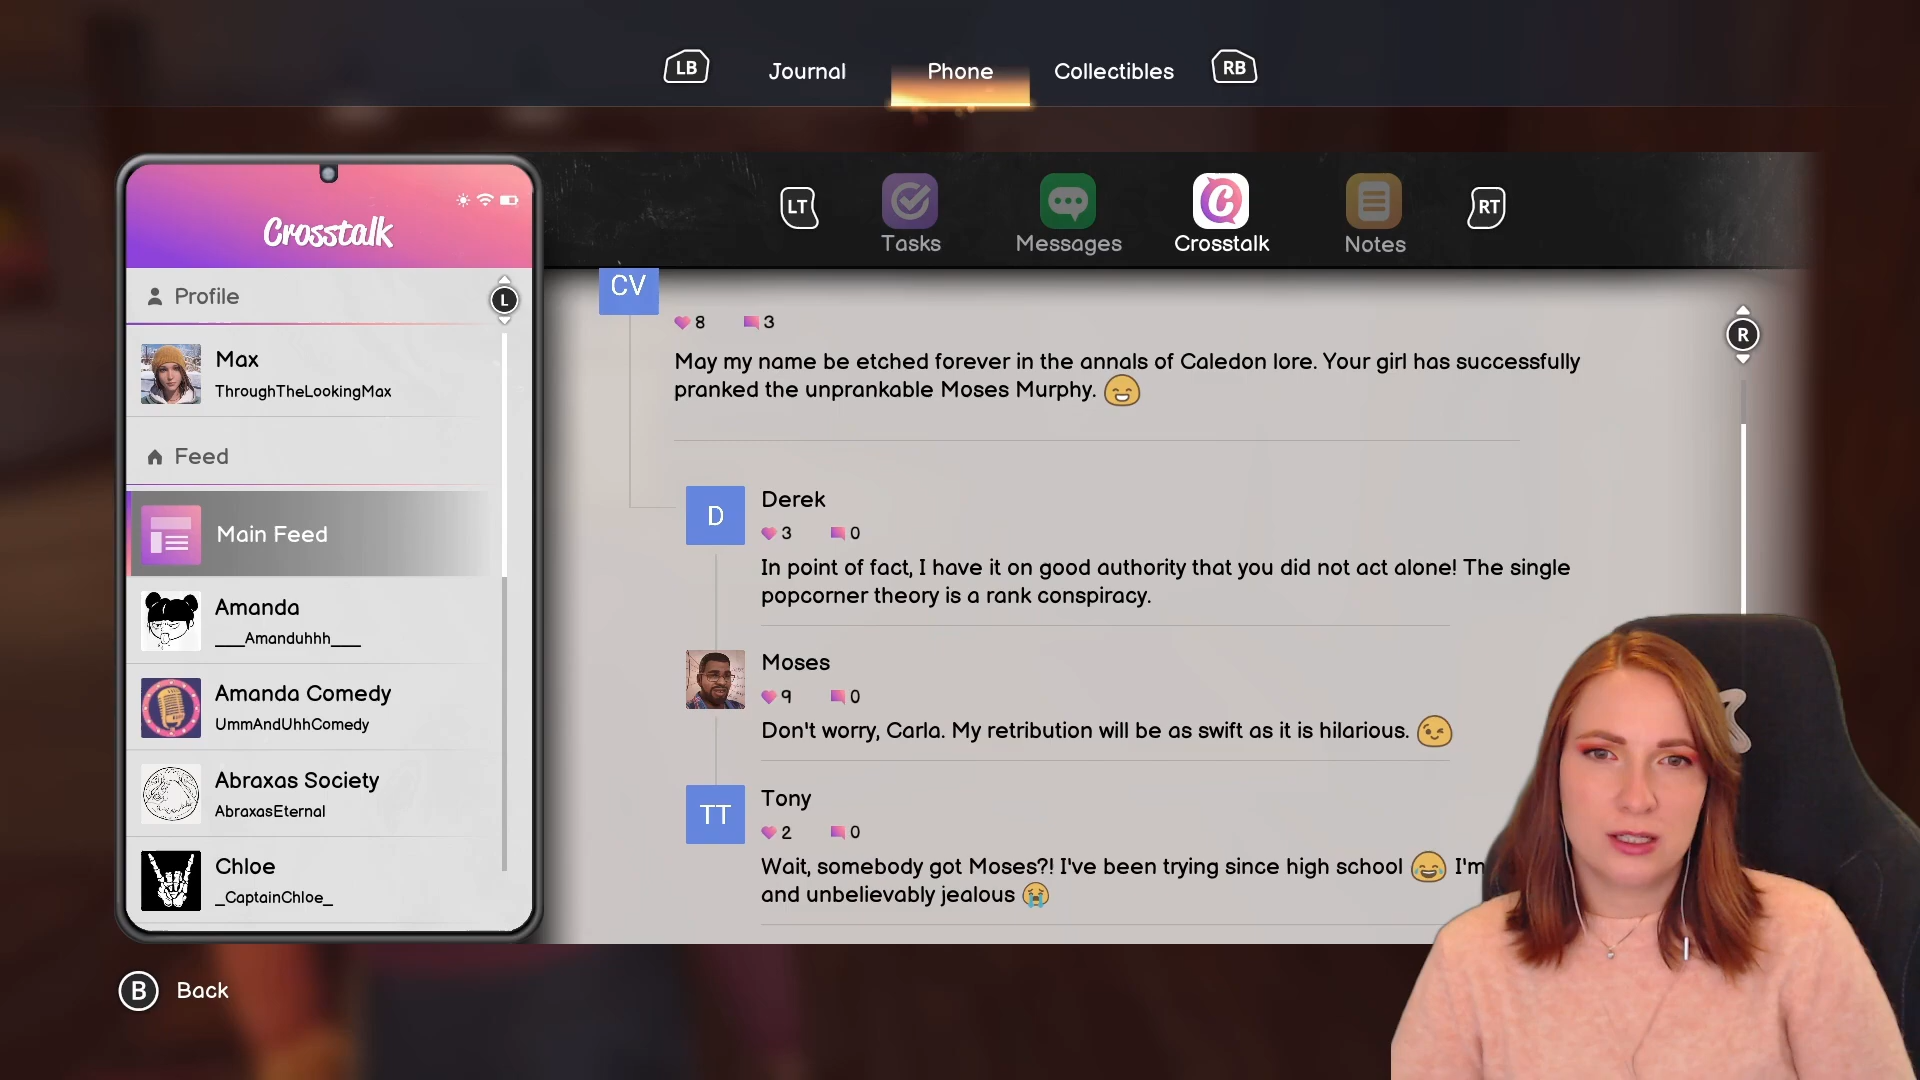 LB
Journal
Phone
Collectibles
RB
Crosstalk
Profile
L
Max
ThroughTheLookingMax
Feed
Main Feed
Amanda
___Amanduhhh___
Amanda Comedy
UmmAndUhhComedy
Abraxas Society
AbraxasEternal
Chloe
_CaptainChloe_
LT
Tasks
Messages
Crosstalk
Notes
RT
CV
8 3
R
May my name be etched forever in the annals of Caledon lore. Your girl has successfully
pranked the unprankable Moses Murphy. 😄
D
Derek
3 0
In point of fact, I have it on good authority that you did not act alone! The single
popcorner theory is a rank conspiracy.
Moses
9 0
Don't worry, Carla. My retribution will be as swift as it is hilarious. 😉
TT
Tony
2 0
Wait, somebody got Moses?! I've been trying since high school 😂 I'm
and unbelievably jealous 😭
B Back